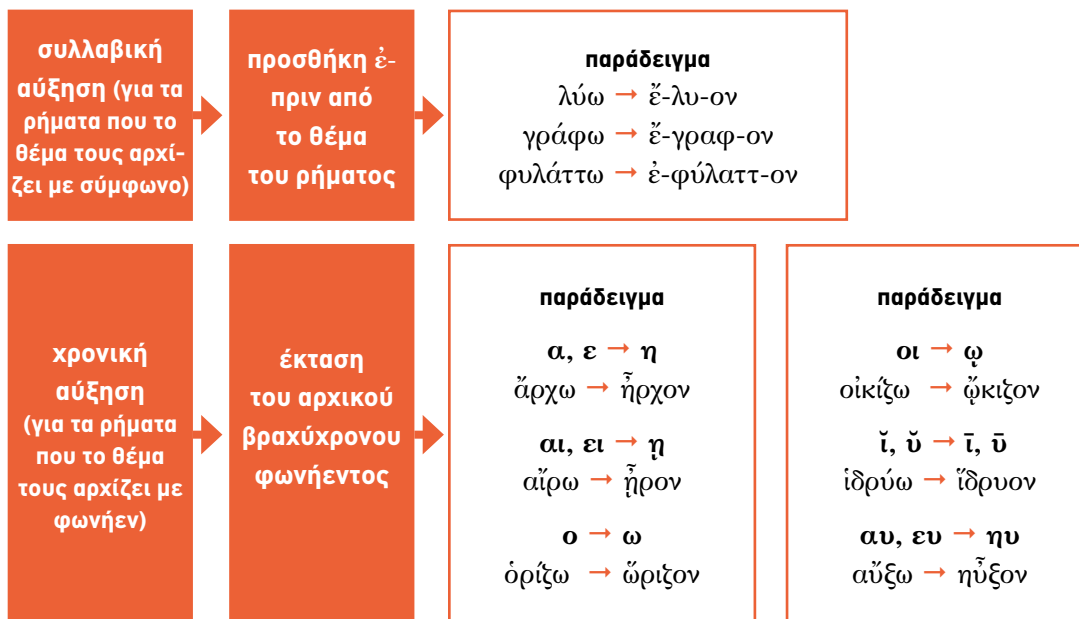 συλλαβική
αύξηση (για τα
ρήματα που το
θέμα τους αρχί-
ζει με σύμφωνο)
προσθήκη ἐ-
πριν από
το θέμα
του ρήματος
παράδειγμα
λύω → ἔ-λυ-ον
γράφω → ἔ-γραφ-ον
φυλάττω → ἐ-φύλαττ-ον
χρονική
αύξηση
(για τα ρήματα
που το θέμα
τους αρχίζει με
φωνήεν)
έκταση
του αρχικού
βραχύχρονου
φωνήεντος
παράδειγμα
α, ε → η
ἄρχω → ἦρχον
αι, ει → ῃ
αἴρω → ᾖρον
ο → ω
ὁρίζω → ὥριζον
παράδειγμα
οι → ῳ
οἰκίζω → ᾤκιζον
ῐ, ῠ → ῑ, ῡ
ἱδρύω → ἵδρυον
αυ, ευ → ηυ
αὔξω → ηὖξον